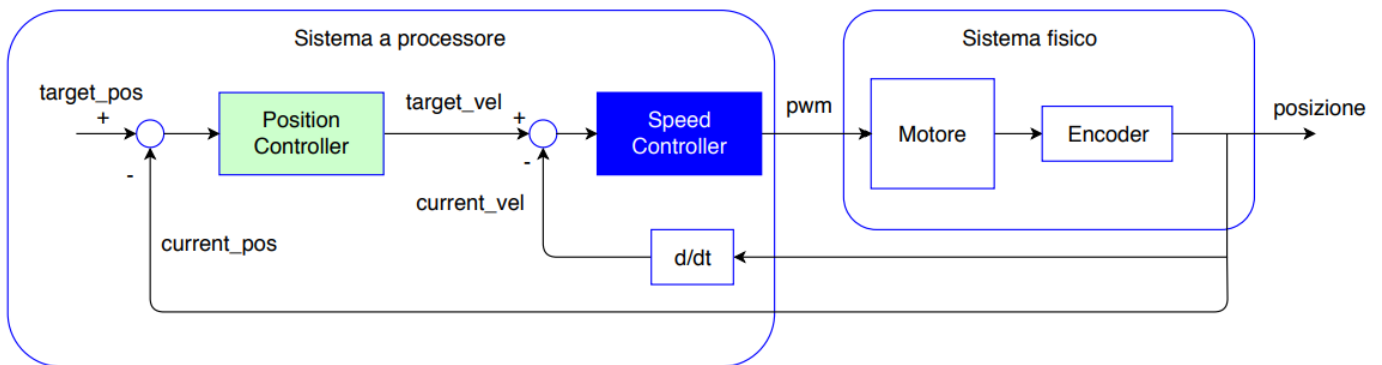 Sistema a processore
Sistema fisico
target_pos
+
-
Position
Controller
target_vel
+
-
Speed
Controller
pwm
Motore
Encoder
posizione
current_vel
current_pos
d/dt